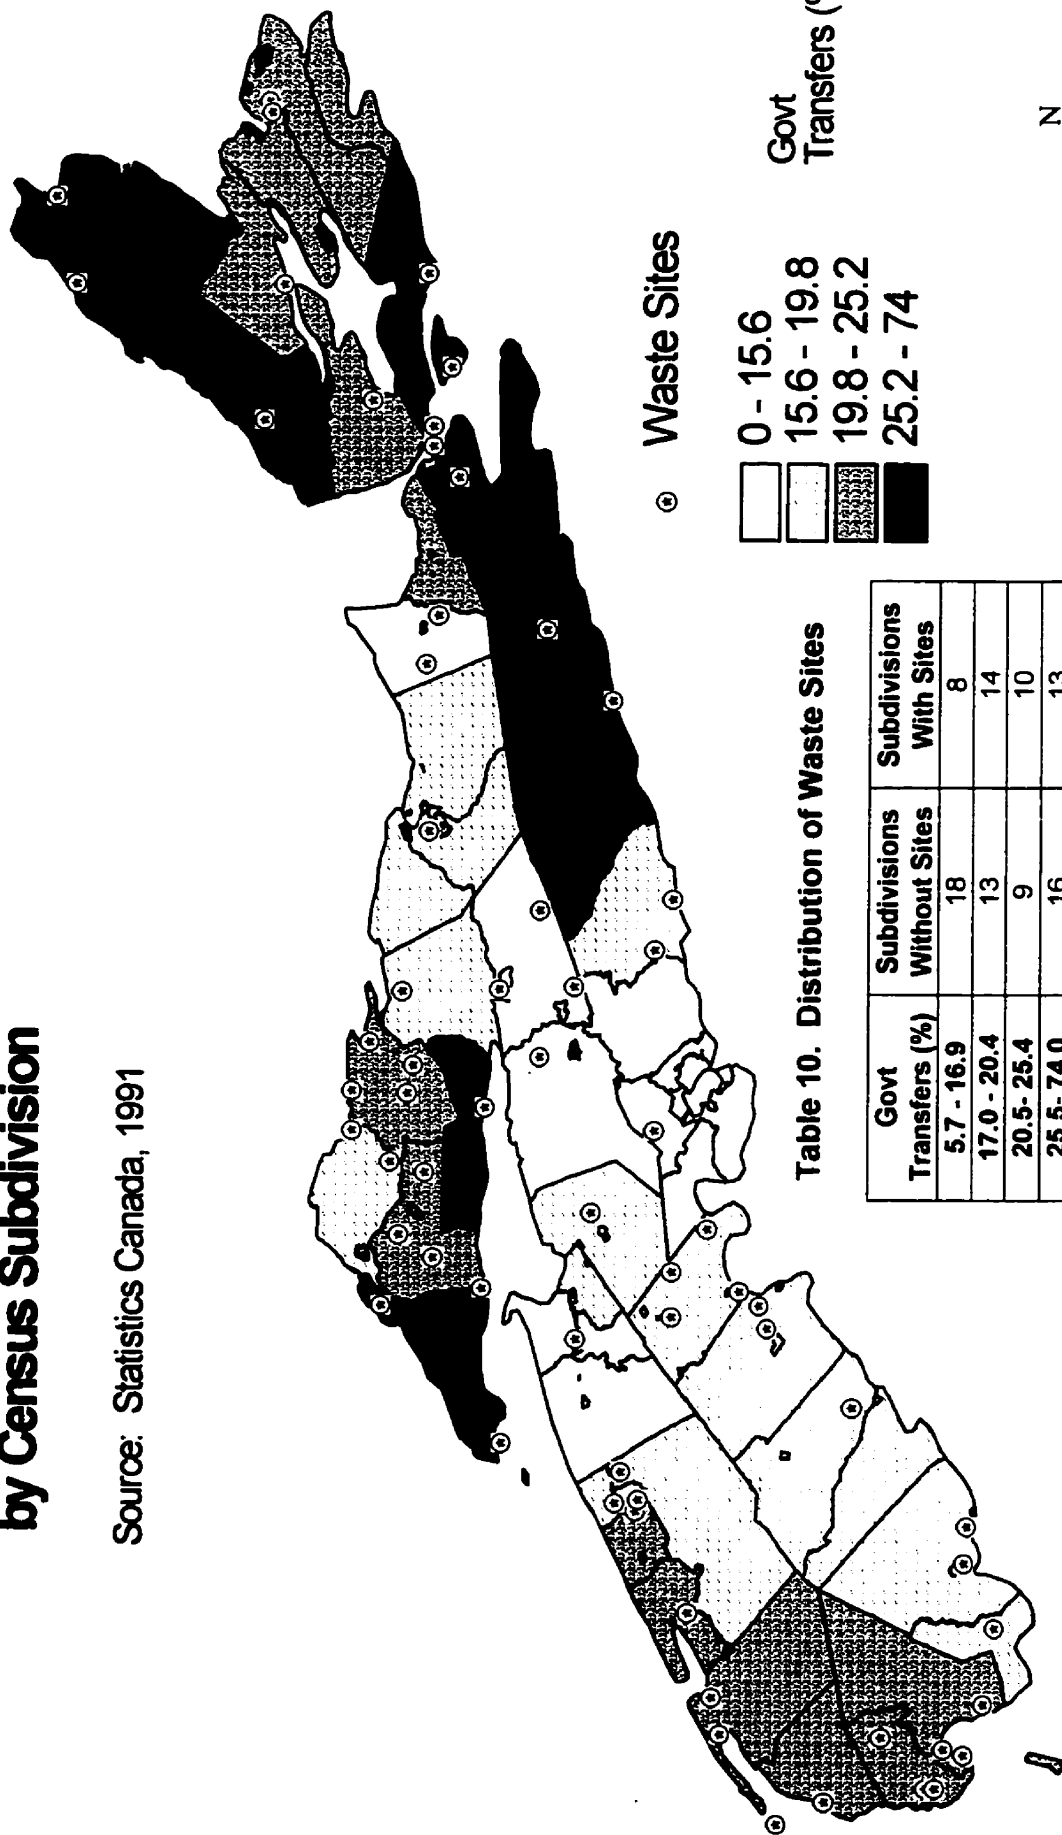 by Census Subdivision
Source: Statistics Canada, 1991
Waste Sites
Govt
Transfers (
0 - 15.6
15.6 - 19.8
19.8 - 25.2
25.2 - 74
N
Table 10. Distribution of Waste Sites
Govt Transfers (%) Subdivisions Without Sites Subdivisions With Sites
5.7 - 16.9 18 8
17.0 - 20.4 13 14
20.5- 25.4 9 10
25.5- 74.0 16 13